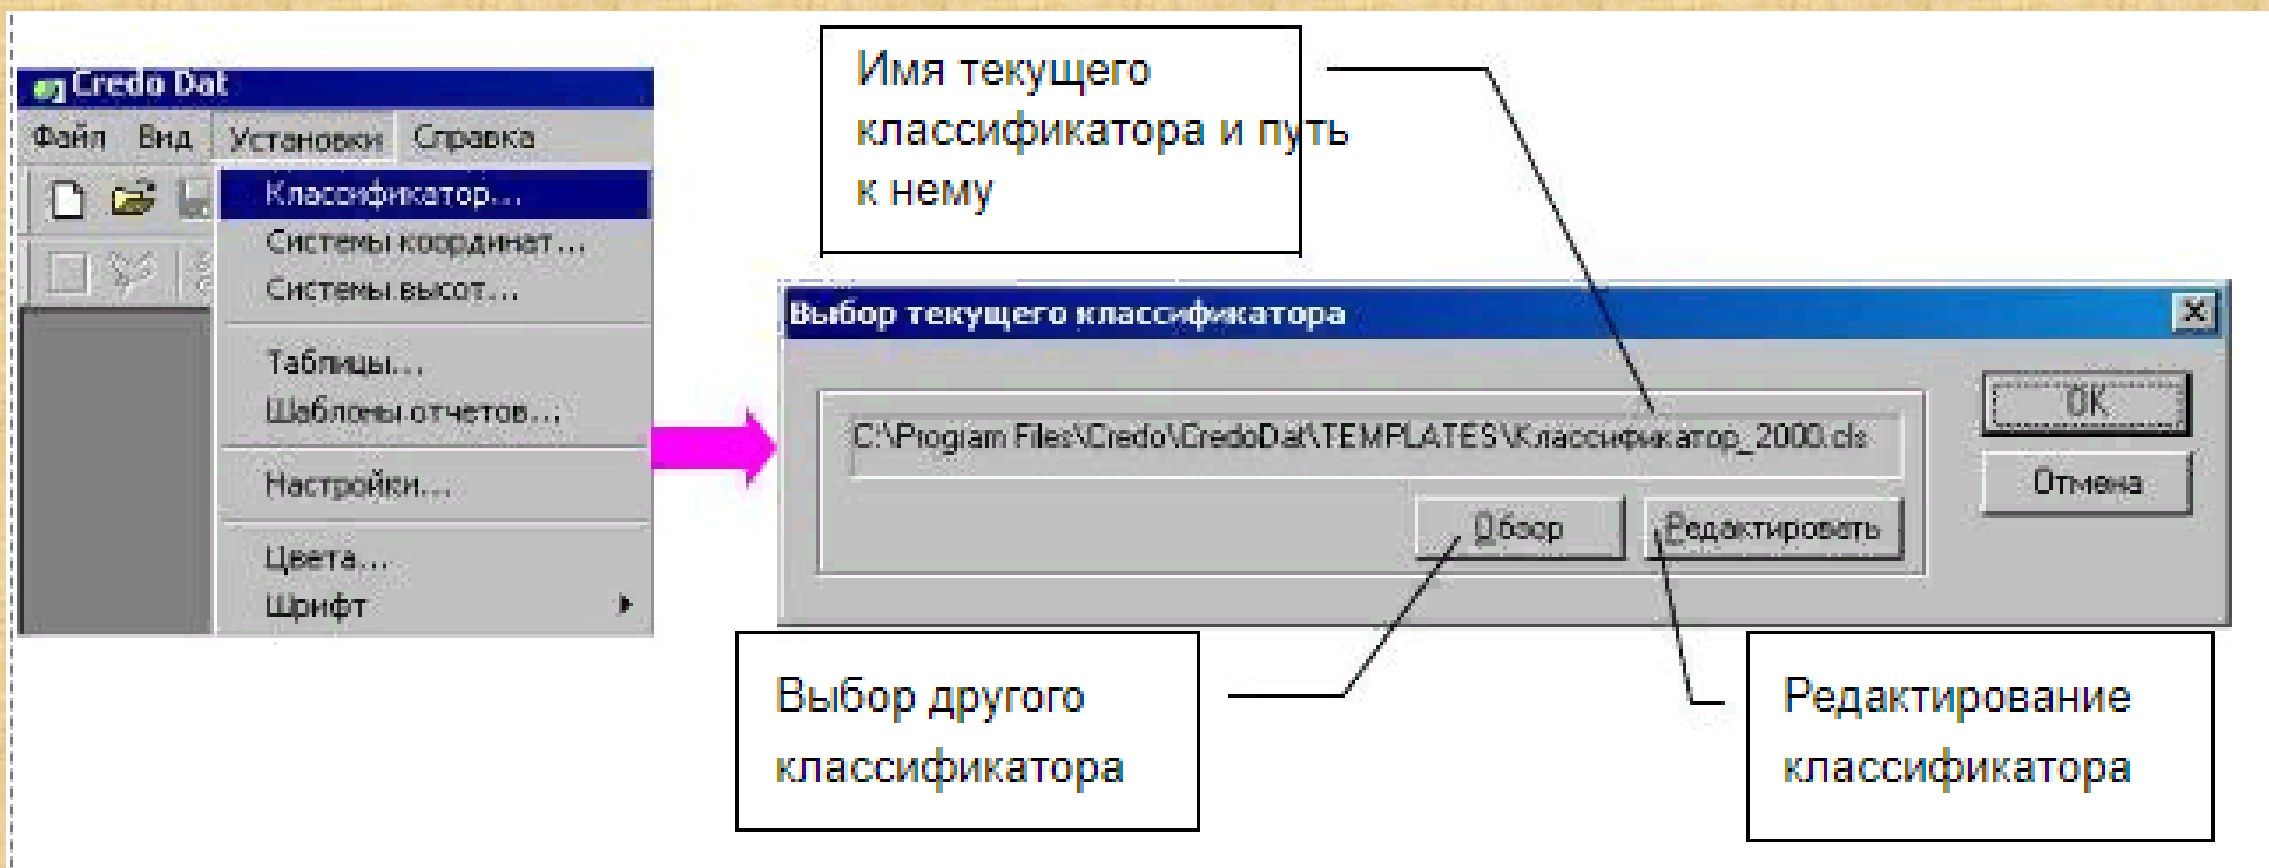 Credo Dat
Файл Вид Установки Справка
Классификатор...
Системы координат...
Системы высот...
Таблицы...
Шаблоны отчетов...
Настройки...
Цвета...
Шрифт
Имя текущего
классификатора и путь
к нему
Выбор текущего классификатора
C:\Program Files\Credo\CredoDat\TEMPLATES\Классификатор_2000.cls
OK
Отмена
Обзор
Редактировать
Выбор другого
классификатора
Редактирование
классификатора